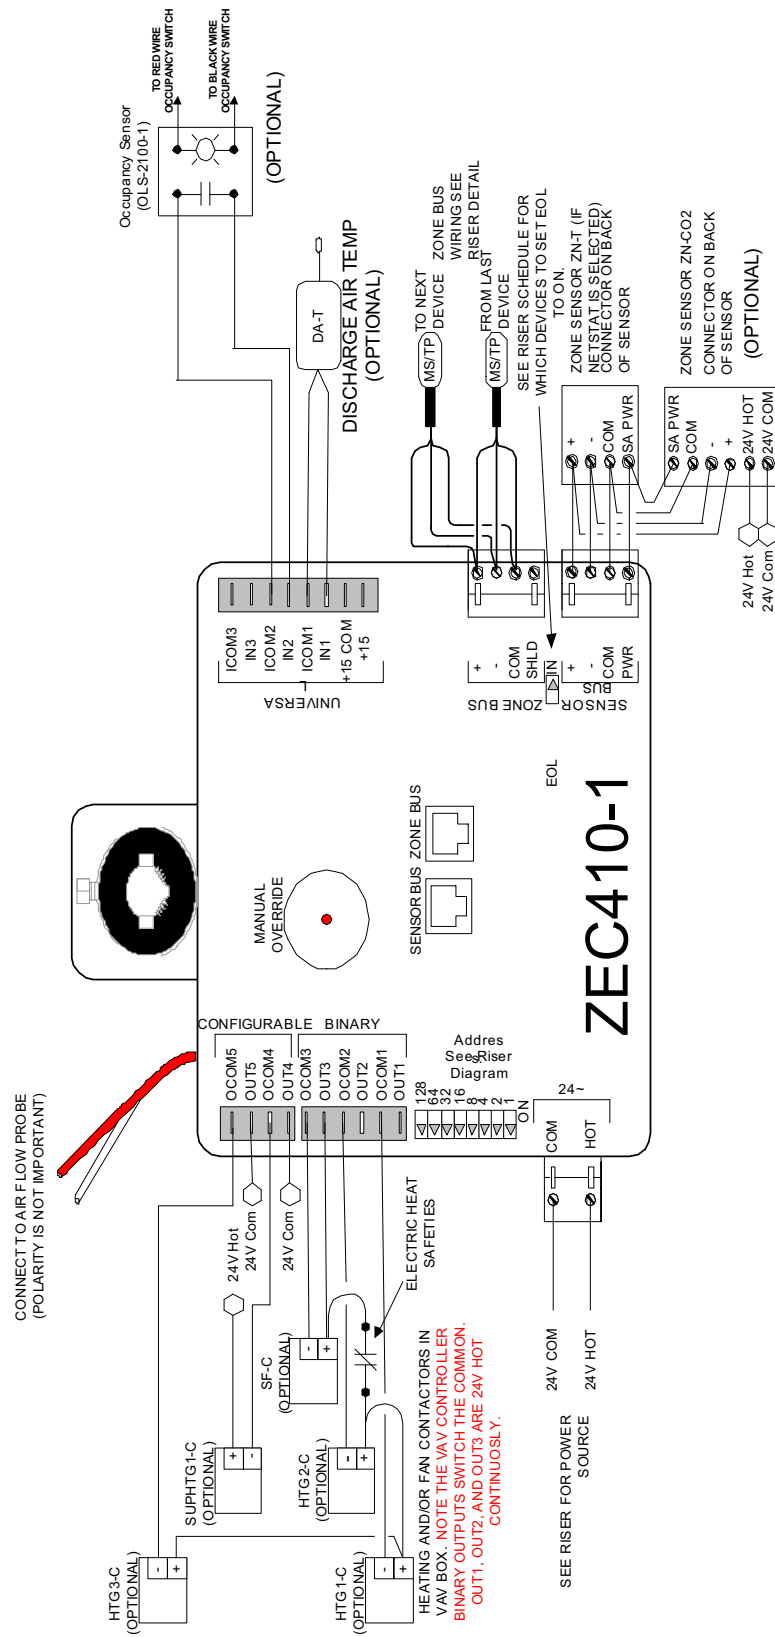 CONNECT TO AIR FLOW PROBE
(POLARITY IS NOT IMPORTANT)
Occupancy Sensor
(OLS-2100-1)
TO RED WIRE
OCCUPANCY SWITCH
TO BLACK WIRE
OCCUPANCY SWITCH
(OPTIONAL)
DA-T
DISCHARGE AIR TEMP
(OPTIONAL)
HTG3-C
(OPTIONAL)
-
+
SUPHTG1-C
(OPTIONAL)
+
-
SF-C
(OPTIONAL)
-
+
HTG2-C
(OPTIONAL)
-
+
HTG1-C
(OPTIONAL)
-
+
24V Hot
24V Com
24V Com
ELECTRIC HEAT
SAFETIES
HEATING AND/OR FAN CONTACTORS IN
VAV BOX. NOTE THE VAV CONTROLLER
BINARY OUTPUTS SWITCH THE COMMON.
OUT1, OUT2, AND OUT3 ARE 24V HOT
CONTINUOSLY.
CONFIGURABLE
BINARY
OCOM5
OUT5
OCOM4
OUT4
OCOM3
OUT3
OCOM2
OUT2
OCOM1
OUT1
MANUAL
OVERRIDE
UNIVERSA
L
ICOM3
IN3
ICOM2
IN2
ICOM1
IN1
+15 COM
+15
SENSOR BUS
ZONE BUS
Addres
s
See Riser
Diagram
128
64
32
16
8
4
2
1
ON
24~
COM
HOT
24V COM
24V HOT
SEE RISER FOR POWER
SOURCE
ZEC410-1
EOL
IN
ZONE BUS
+
-
COM
SHLD
SENSOR
BUS
+
-
COM
PWR
MS/TP
TO NEXT
DEVICE
MS/TP
FROM LAST
DEVICE
ZONE BUS
WIRING SEE
RISER DETAIL
SEE RISER SCHEDULE FOR
WHICH DEVICES TO SET EOL
TO ON.
+
-
COM
SA PWR
ZONE SENSOR ZN-T (IF
NETSTAT IS SELECTED)
CONNECTOR ON BACK
OF SENSOR
SA PWR
COM
-
+
24V HOT
24V COM
ZONE SENSOR ZN-CO2
CONNECTOR ON BACK
OF SENSOR
(OPTIONAL)
24V Hot
24V Com